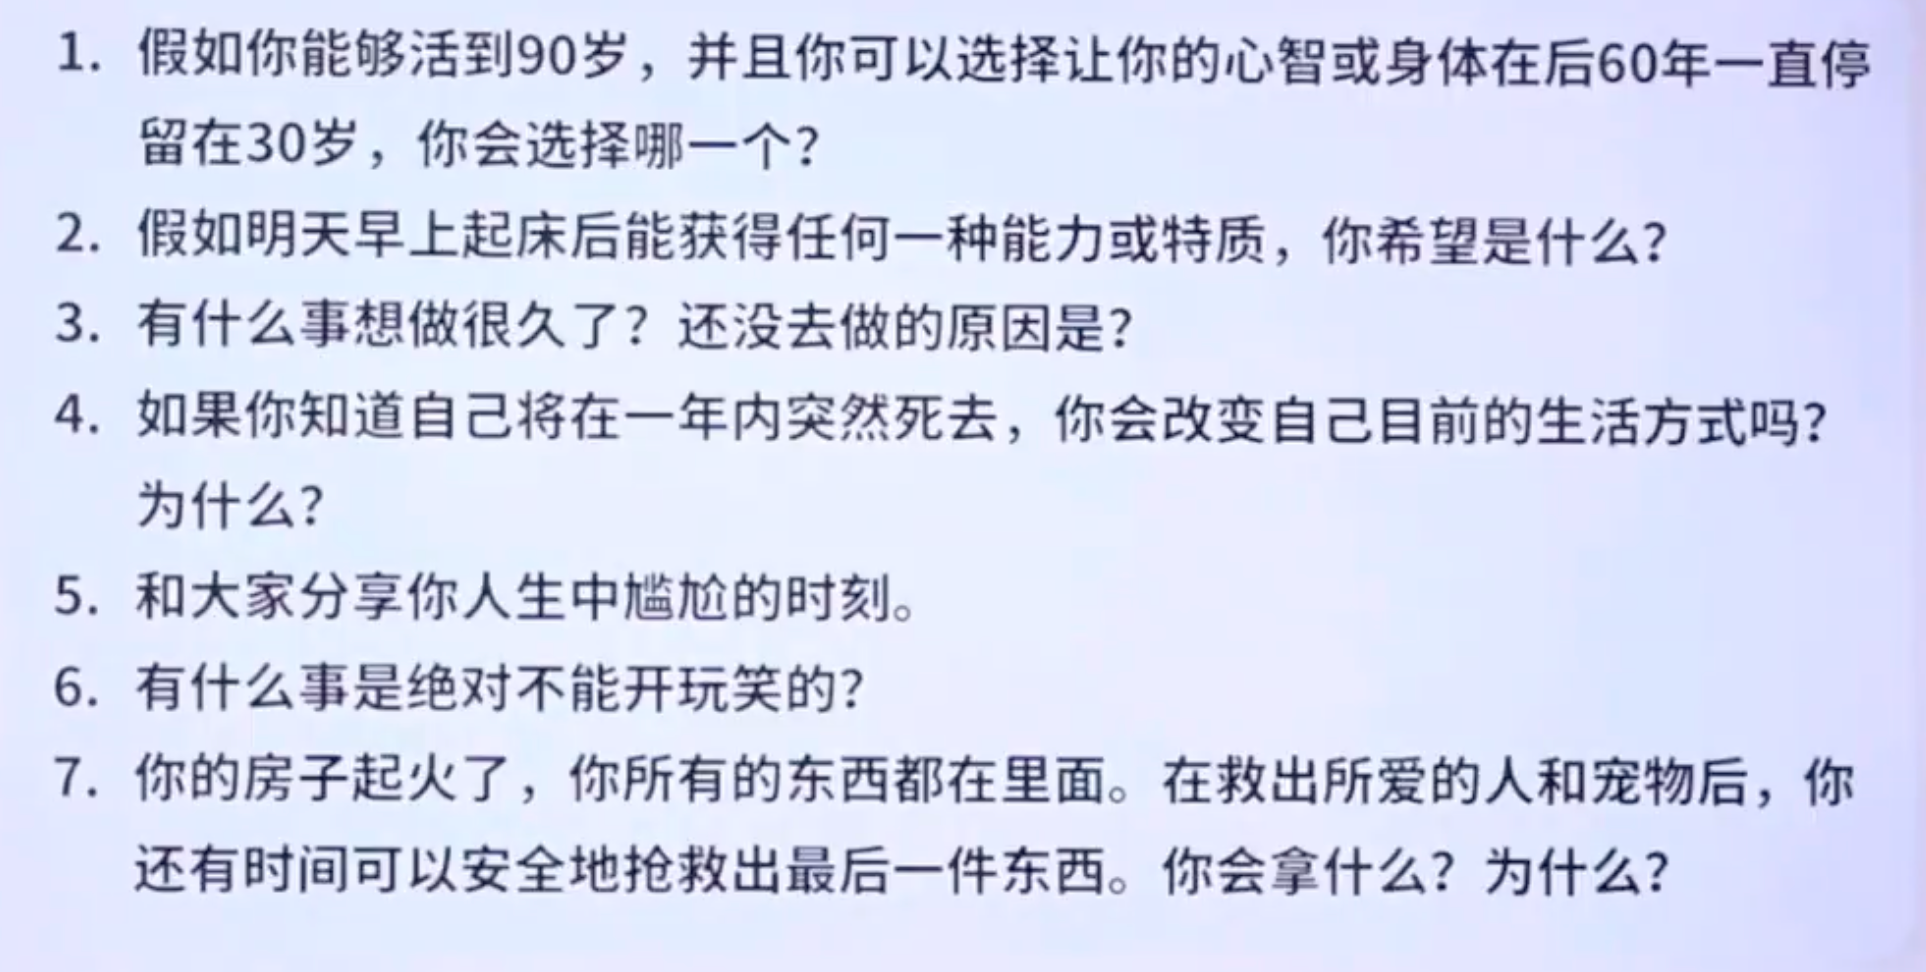 1. 假如你能够活到90岁，并且你可以选择让你的心智或身体在后60年一直停
留在30岁，你会选择哪一个？
2. 假如明天早上起床后能获得任何一种能力或特质，你希望是什么？
3. 有什么事想做很久了？还没去做的原因是？
4. 如果你知道自己将在一年内突然死去，你会改变自己目前的生活方式吗？
为什么？
5. 和大家分享你人生中尴尬的时刻。
6. 有什么事是绝对不能开玩笑的？
7. 你的房子起火了，你所有的东西都在里面。在救出所爱的人和宠物后，你
还有时间可以安全地抢救出最后一件东西。你会拿什么？为什么？